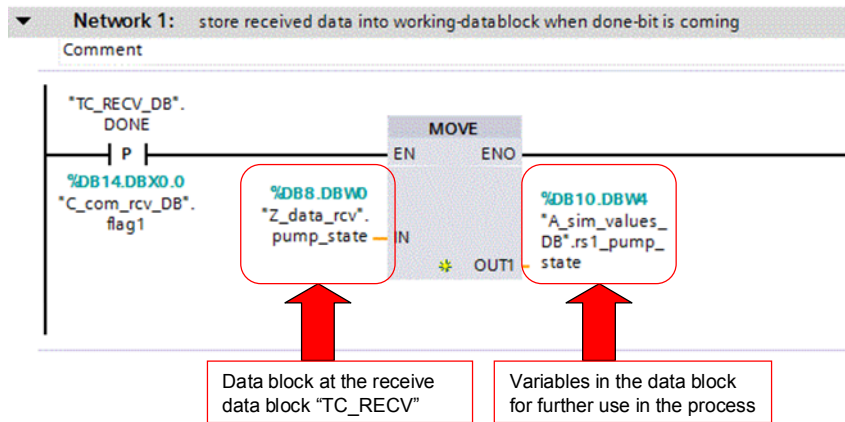 Network 1: store received data into working-datablock when done-bit is coming
Comment
"TC_RECV_DB".
DONE
P
%DB14.DBX0.0
"C_com_rcv_DB".
flag1
MOVE
EN ENO
%DB8.DBW0
"Z_data_rcv".
pump_state
IN
OUT1
%DB10.DBW4
"A_sim_values_
DB".rs1_pump_
state
Data block at the receive
data block “TC_RECV”
Variables in the data block
for further use in the process